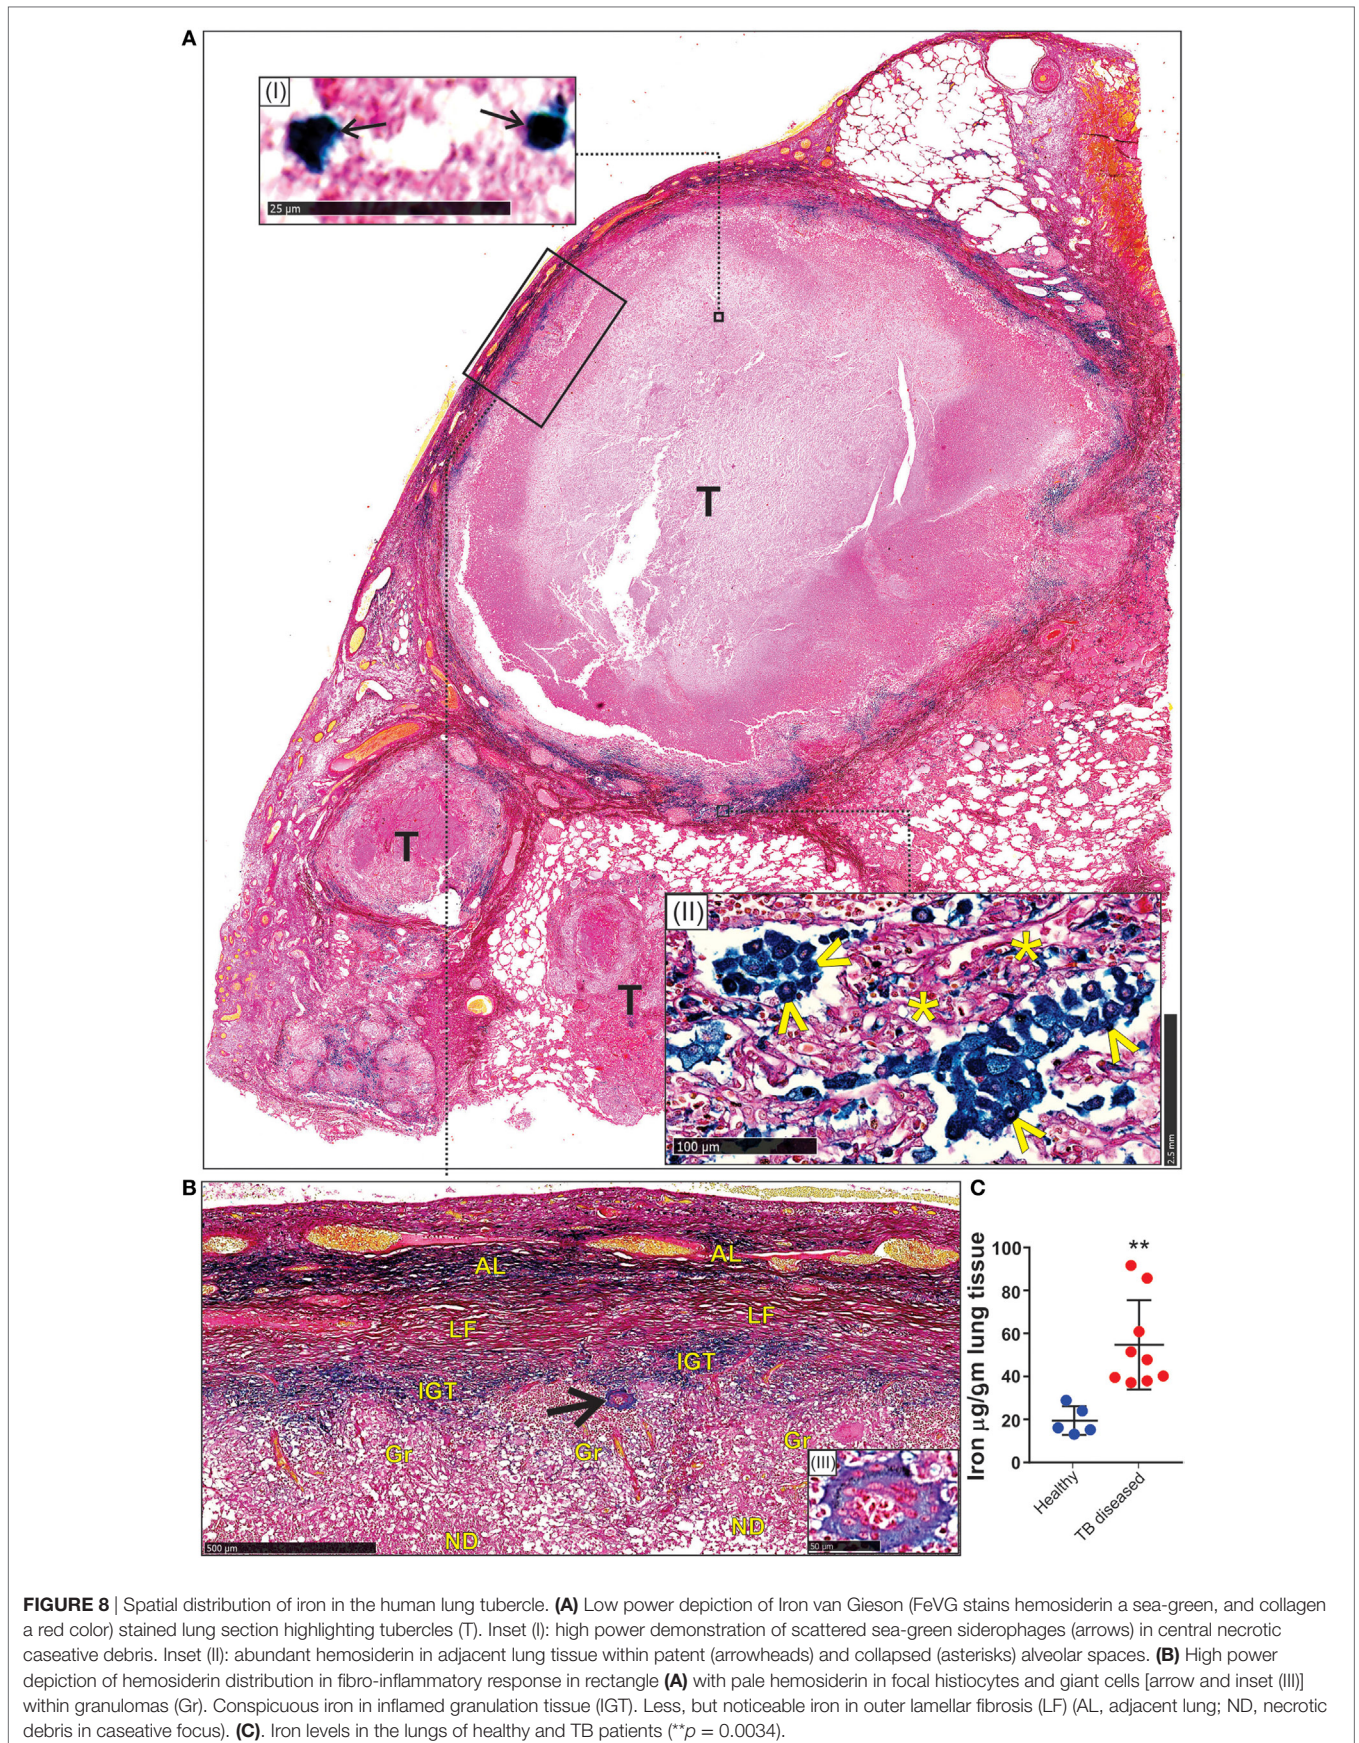 A
(I)
25 µm
T
T
T
(II)
*
*
100 µm
2.5 mm
B
AL
AL
LF
LF
IGT
IGT
Gr
Gr
Gr
ND
ND
(III)
500 µm
50 µm
C
Iron µg/gm lung tissue
100
80
60
40
20
0
**
Healthy
TB diseased
FIGURE 8 | Spatial distribution of iron in the human lung tubercle. (A) Low power depiction of Iron van Gieson (FeVG stains hemosiderin a sea-green, and collagen
a red color) stained lung section highlighting tubercles (T). Inset (I): high power demonstration of scattered sea-green siderophages (arrows) in central necrotic
caseative debris. Inset (II): abundant hemosiderin in adjacent lung tissue within patent (arrowheads) and collapsed (asterisks) alveolar spaces. (B) High power
depiction of hemosiderin distribution in fibro-inflammatory response in rectangle (A) with pale hemosiderin in focal histiocytes and giant cells [arrow and inset (III)]
within granulomas (Gr). Conspicuous iron in inflamed granulation tissue (IGT). Less, but noticeable iron in outer lamellar fibrosis (LF) (AL, adjacent lung; ND, necrotic
debris in caseative focus). (C). Iron levels in the lungs of healthy and TB patients (**p = 0.0034).